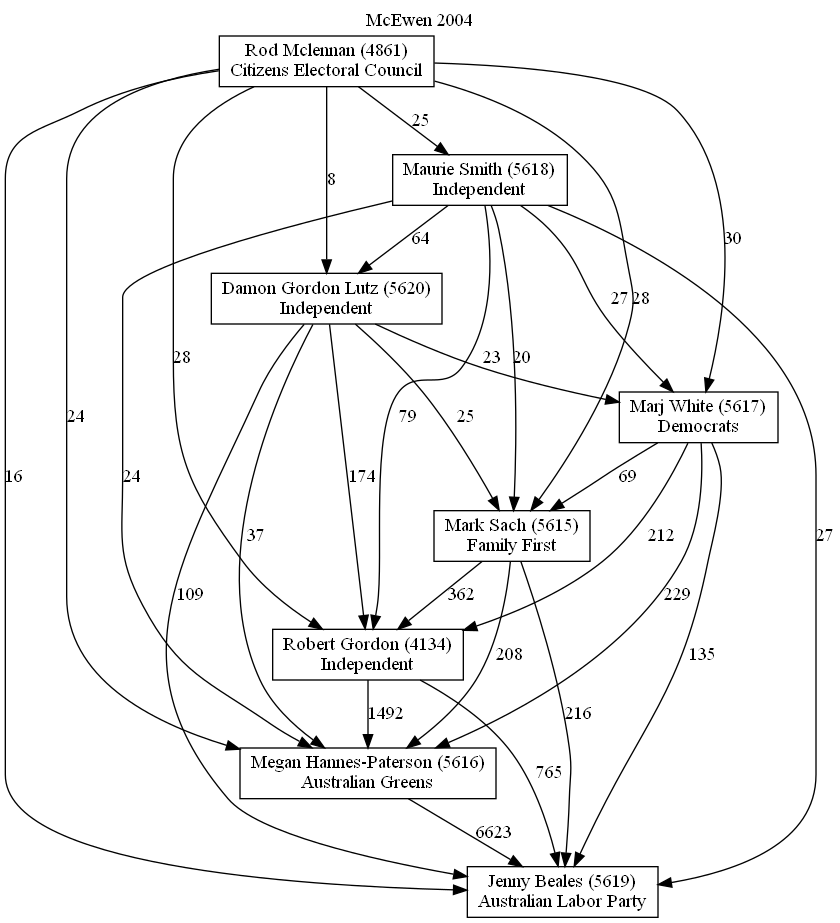 McEwen 2004
Rod Mclennan (4861)
Citizens Electoral Council
25
Maurie Smith (5618)
Independent
8
64
30
Damon Gordon Lutz (5620)
Independent
27
28
28
23
20
Marj White (5617)
Democrats
24
79
25
16
24
174
69
Mark Sach (5615)
Family First
37
212
27
109
362
229
Robert Gordon (4134)
Independent
208
135
1492
216
Megan Hannes-Paterson (5616)
Australian Greens
765
6623
Jenny Beales (5619)
Australian Labor Party